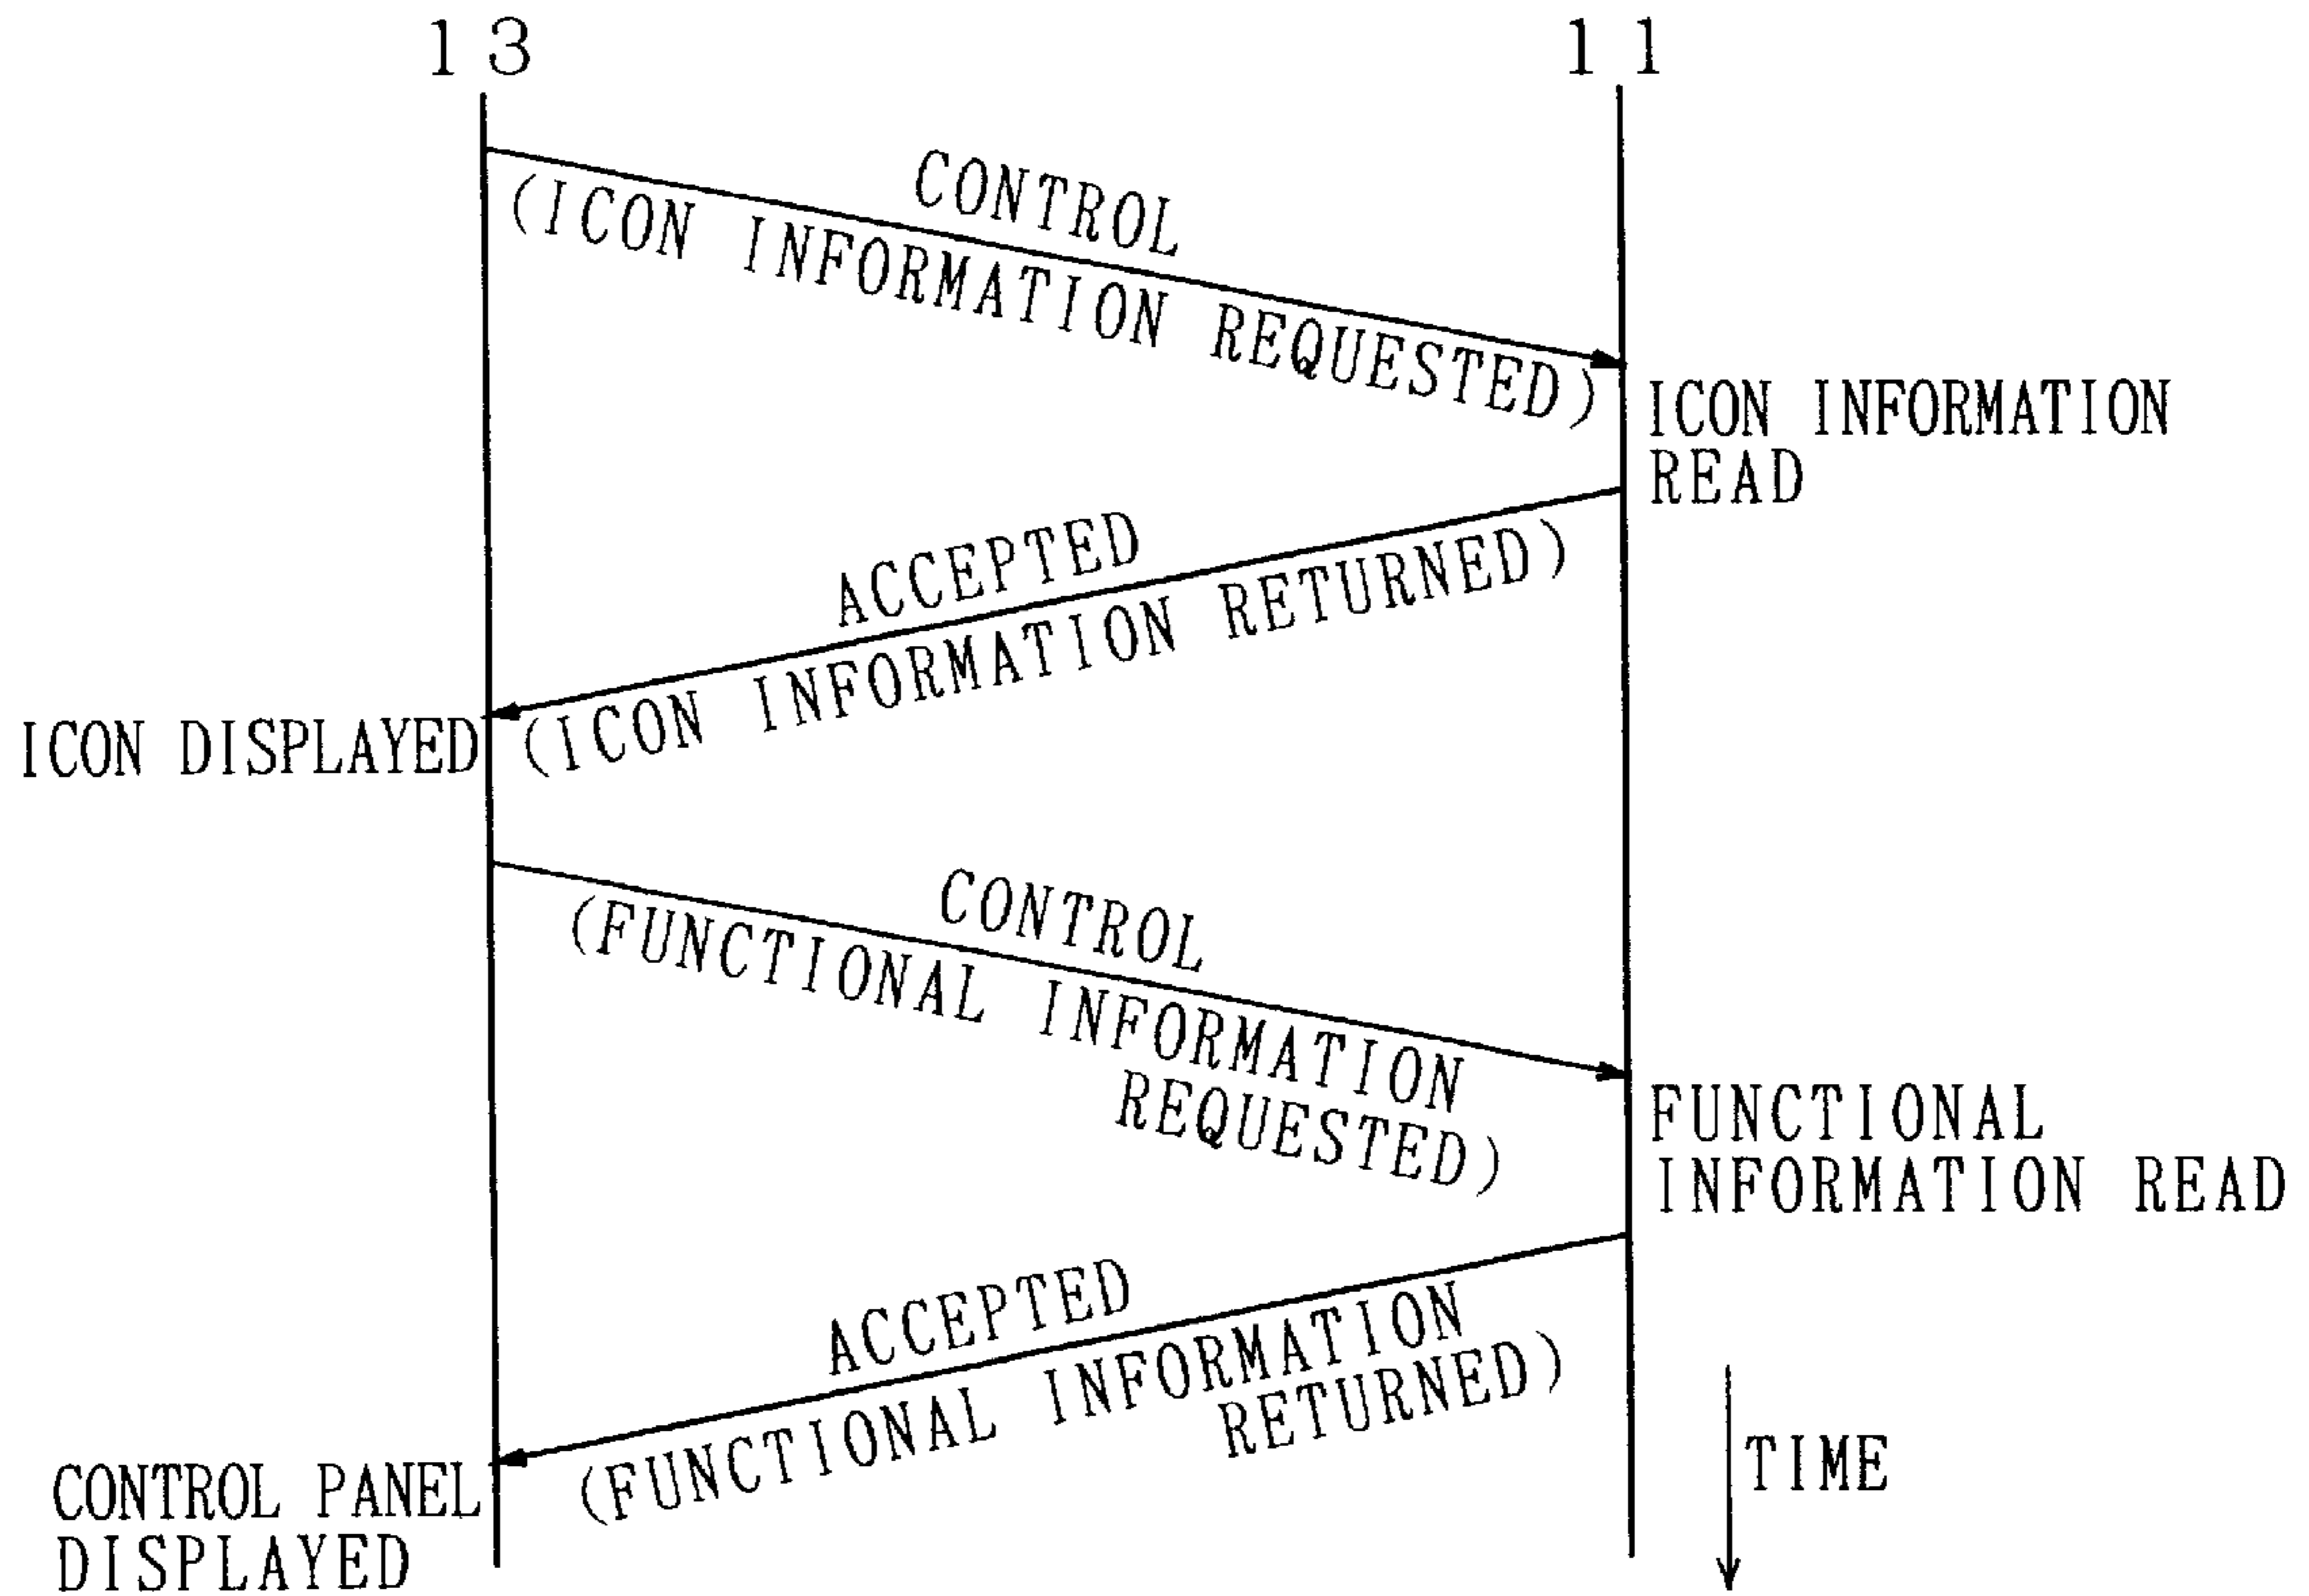 13
11
CONTROL
(ICON INFORMATION REQUESTED)
ICON INFORMATION
READ
ACCEPTED
(ICON INFORMATION RETURNED)
ICON DISPLAYED
CONTROL
(FUNCTIONAL INFORMATION
REQUESTED)
FUNCTIONAL
INFORMATION READ
ACCEPTED
(FUNCTIONAL INFORMATION
RETURNED)
CONTROL PANEL
DISPLAYED
TIME